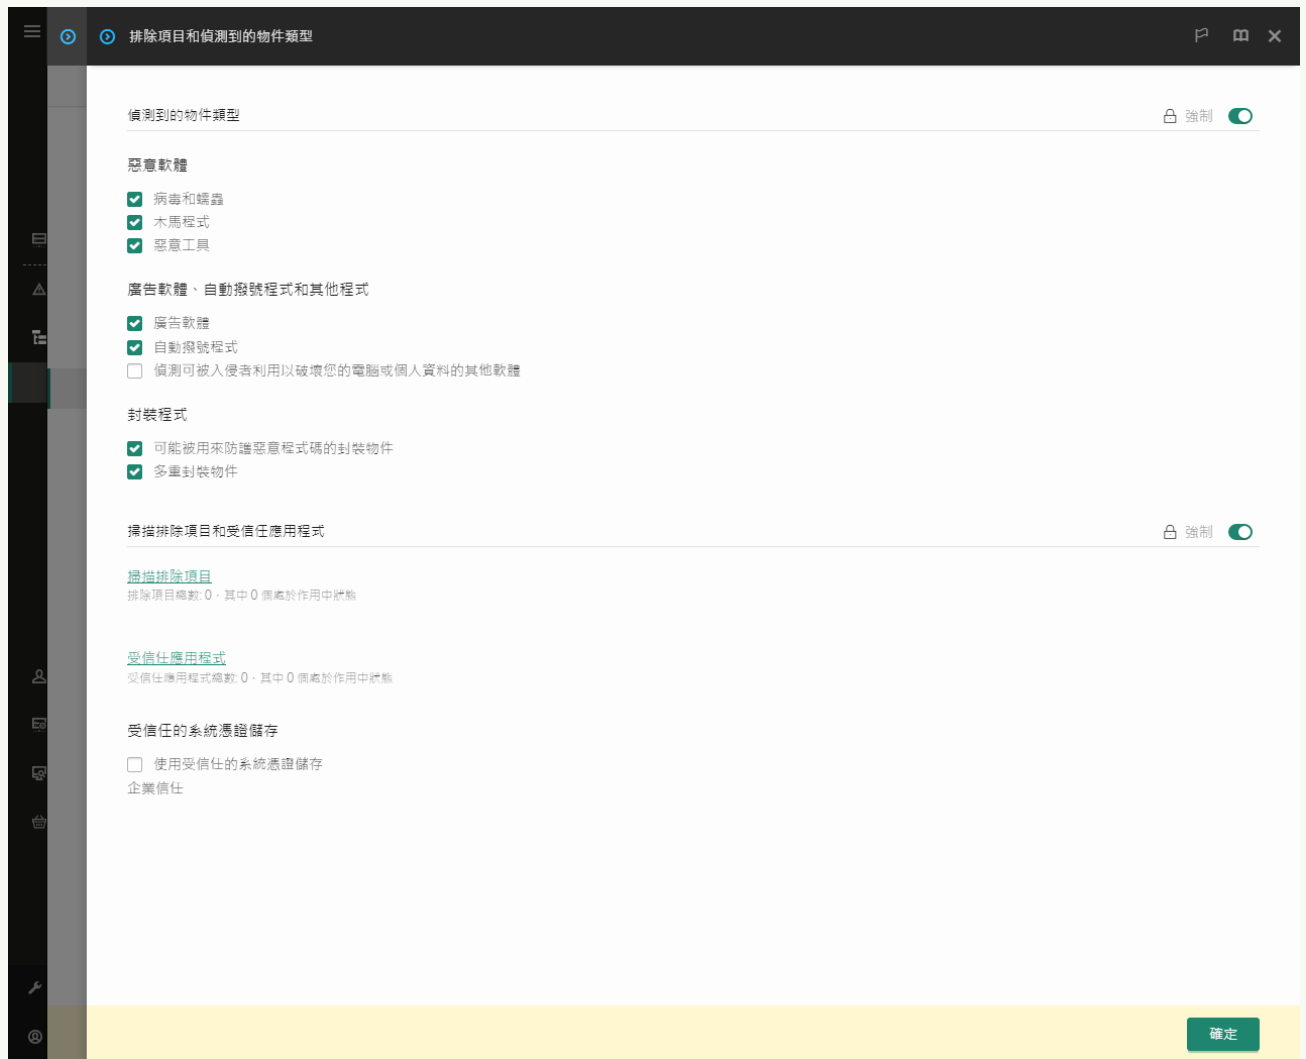 排除項目和偵測到的物件類型
偵測到的物件類型
強制
惡意軟體
病毒和蠕蟲
木馬程式
惡意工具
廣告軟體、自動撥號程式和其他程式
廣告軟體
自動撥號程式
偵測可被入侵者利用以破壞您的電腦或個人資料的其他軟體
封裝程式
可能被用來防護惡意程式碼的封裝物件
多重封裝物件
掃描排除項目和受信任應用程式
強制
掃描排除項目
排除項目總數: 0，其中 0 個處於作用中狀態
受信任應用程式
受信任應用程式總數: 0，其中 0 個處於作用中狀態
受信任的系統憑證儲存
使用受信任的系統憑證儲存
企業信任
確定